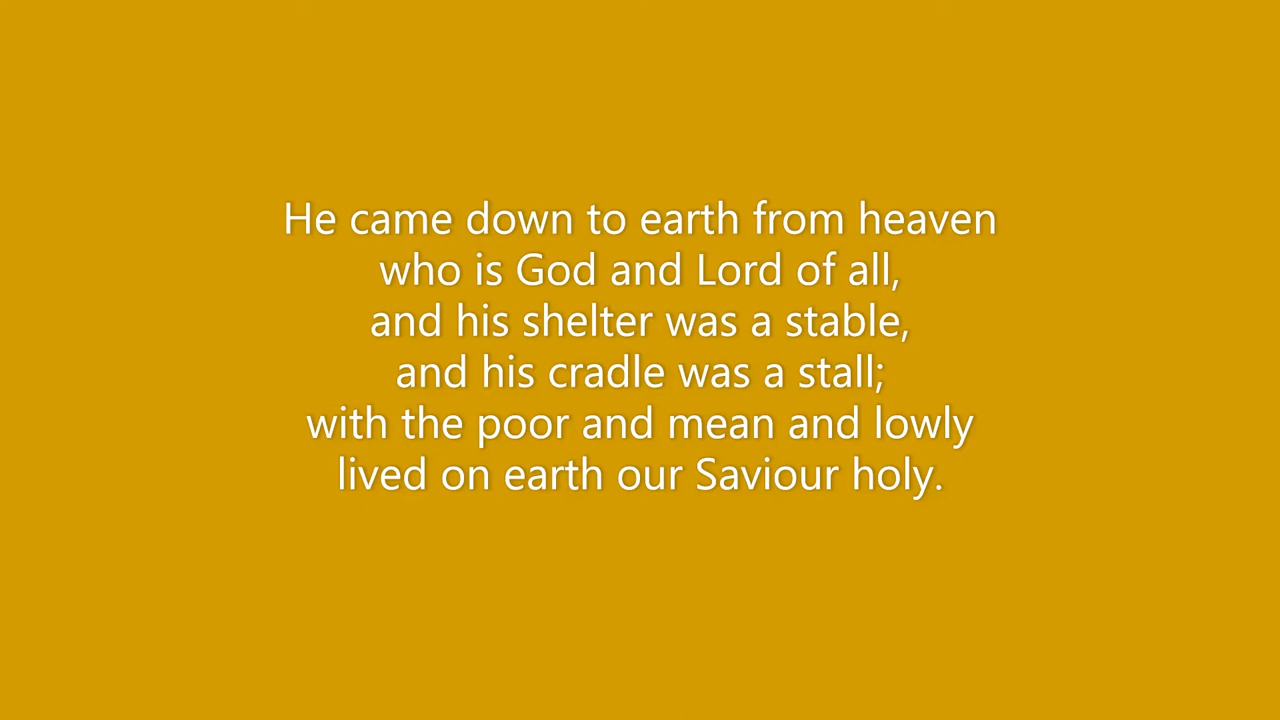 He came down to earth from heaven
who is God and Lord of all,
and his shelter was a stable,
and his cradle was a stall;
with the poor and mean and lowly
lived on earth our Saviour holy.